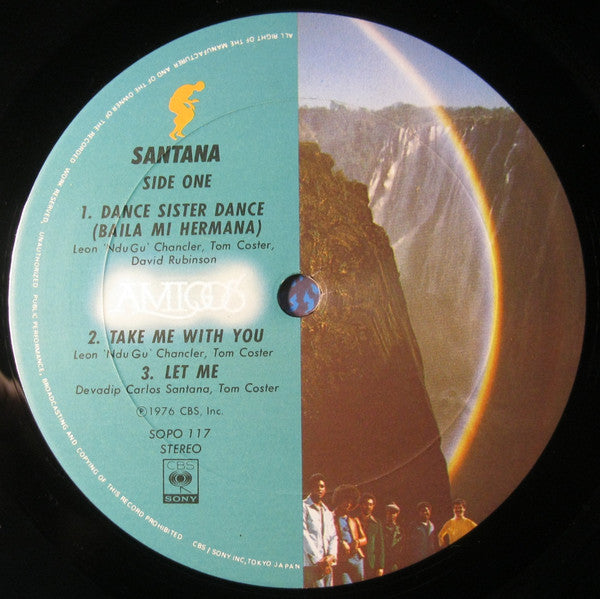 ALL RIGHT OF THE MANUFACTURER AND OF THE OWNER OF THE RECORDED WORK RESERVED. UNAUTHORIZED PUBLIC PERFORMANCE, BROADCASTING AND COPYING OF THIS RECORD PROHIBITED
SANTANA
SIDE ONE
1. DANCE SISTER DANCE
(BAILA MI HERMANA)
Leon 'NduGu' Chancler, Tom Coster,
David Rubinson
AMIGOS
2. TAKE ME WITH YOU
Leon 'NduGu' Chancler, Tom Coster
3. LET ME
Devadip Carlos Santana, Tom Coster
℗1976 CBS, Inc.
SOPO 117
STEREO
CBS
SONY
CBS / SONY INC, TOKYO JAPAN